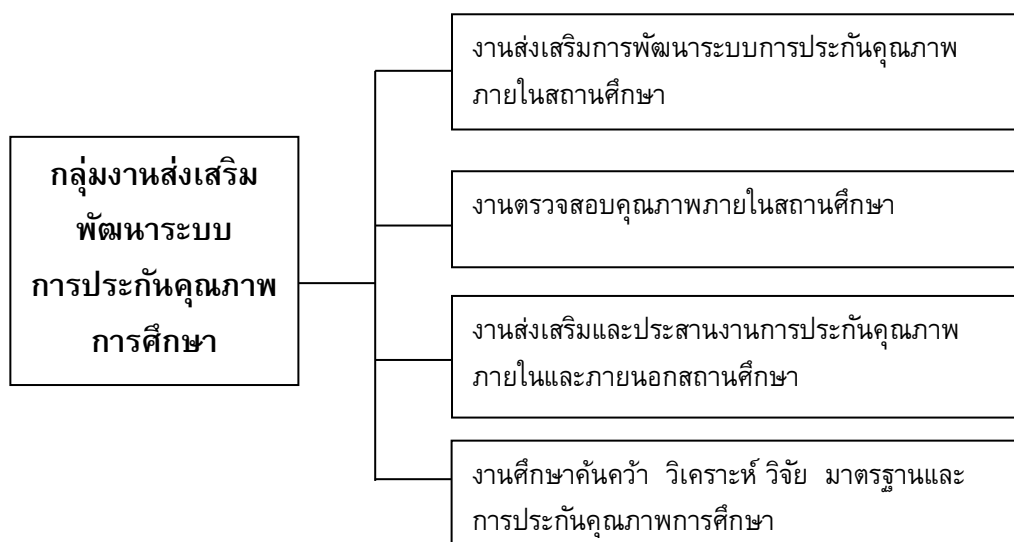 กลุ่มงานส่งเสริม
พัฒนาระบบ
การประกันคุณภาพ
การศึกษา
งานส่งเสริมการพัฒนาระบบการประกันคุณภาพ
ภายในสถานศึกษา
งานตรวจสอบคุณภาพภายในสถานศึกษา
งานส่งเสริมและประสานงานการประกันคุณภาพ
ภายในและภายนอกสถานศึกษา
งานศึกษาค้นคว้า วิเคราะห์ วิจัย มาตรฐานและ
การประกันคุณภาพการศึกษา